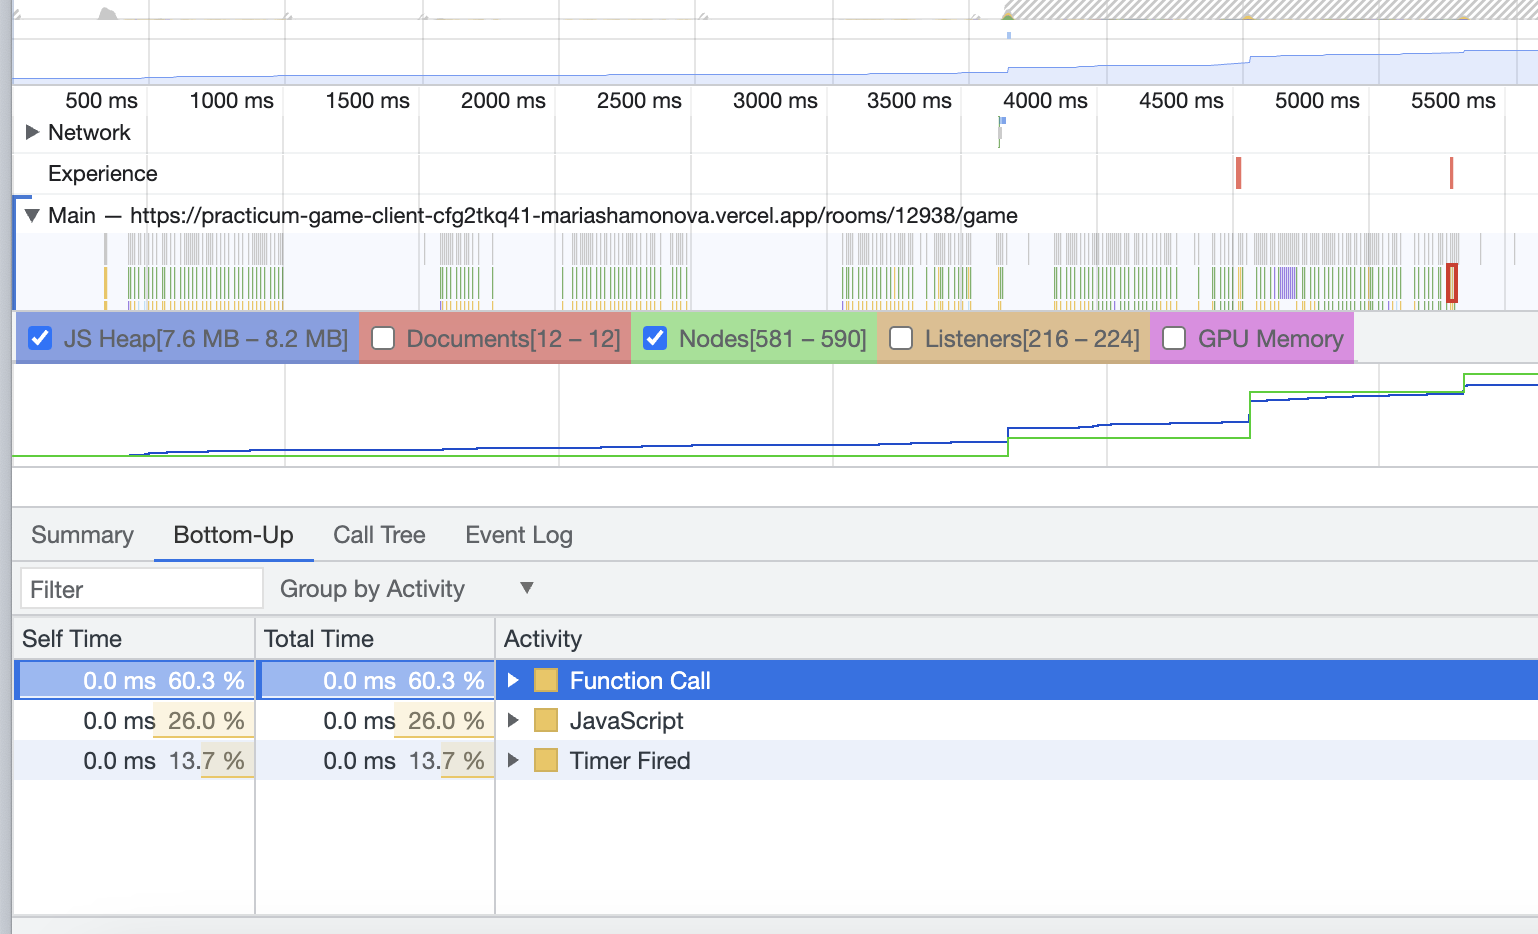 500 ms 1000 ms 1500 ms 2000 ms 2500 ms 3000 ms 3500 ms 4000 ms 4500 ms 5000 ms 5500 ms
Network
Experience
Main — https://practicum-game-client-cfg2tkq41-mariashamonova.vercel.app/rooms/12938/game
JS Heap[7.6 MB – 8.2 MB] Documents[12 – 12] Nodes[581 – 590] Listeners[216 – 224] GPU Memory
Summary Bottom-Up Call Tree Event Log
Filter Group by Activity
Self Time Total Time Activity
0.0 ms 60.3 % 0.0 ms 60.3 % Function Call
0.0 ms 26.0 % 0.0 ms 26.0 % JavaScript
0.0 ms 13.7 % 0.0 ms 13.7 % Timer Fired